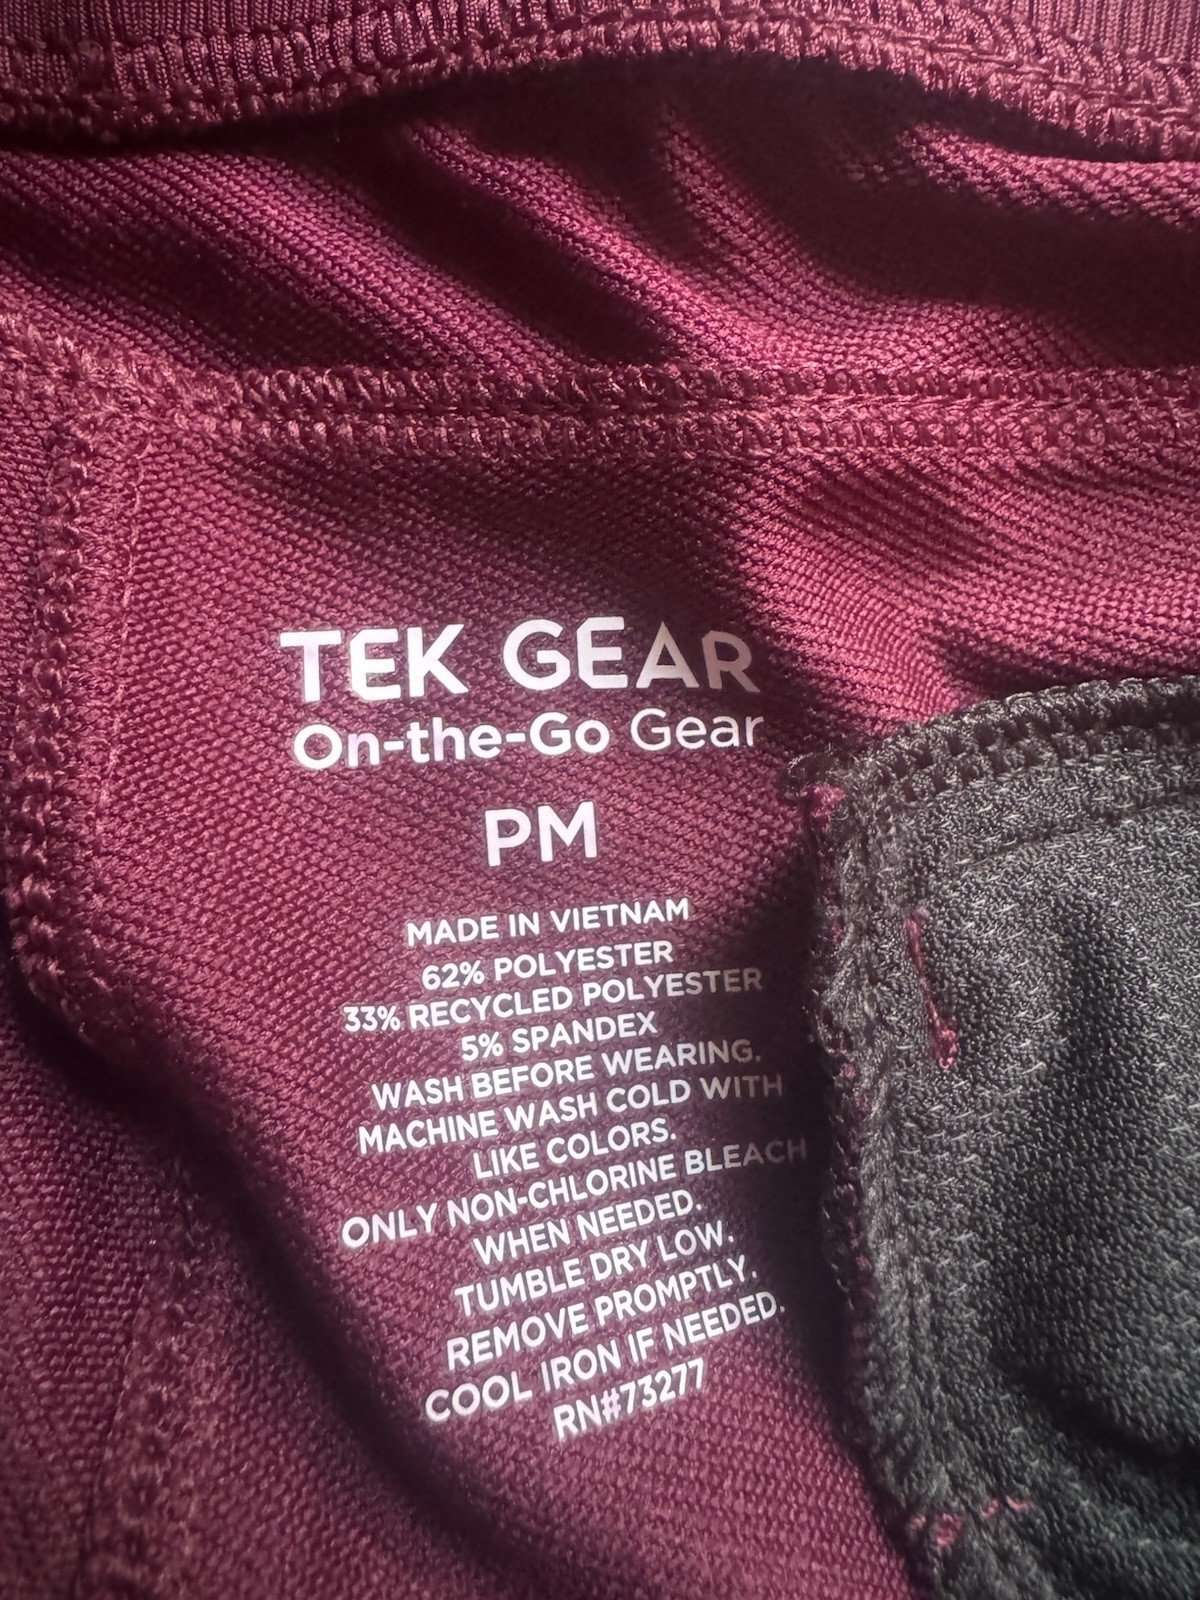 TEK GEAR
On-the-Go Gear
PM
MADE IN VIETNAM
62% POLYESTER
33% RECYCLED POLYESTER
5% SPANDEX
WASH BEFORE WEARING.
MACHINE WASH COLD WITH
LIKE COLORS.
ONLY NON-CHLORINE BLEACH
WHEN NEEDED.
TUMBLE DRY LOW.
REMOVE PROMPTLY.
COOL IRON IF NEEDED.
RN#73277